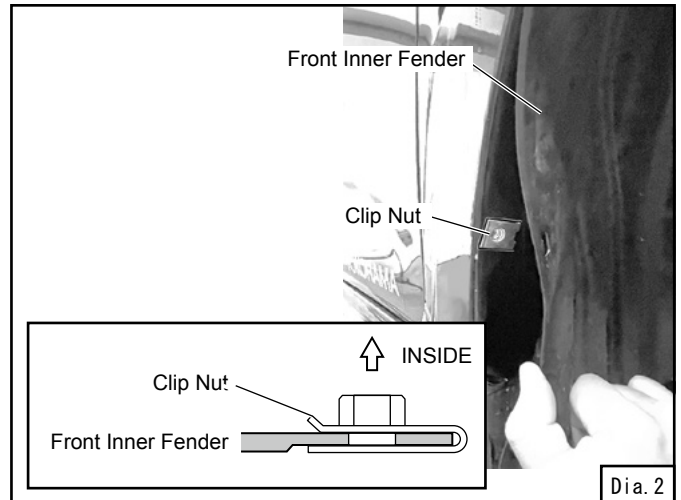 Front Inner Fender
Clip Nut
INSIDE
Clip Nut
Front Inner Fender
Dia. 2